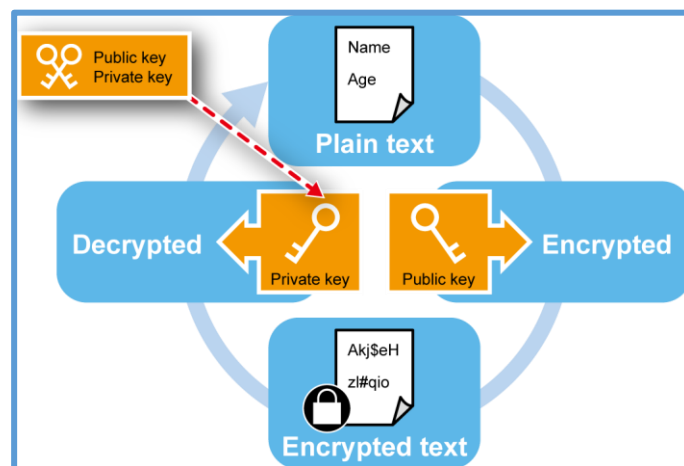 Public key
Private key
Name
Age
Plain text
Decrypted
Private key
Public key
Encrypted
Akj$eH
zl#qio
Encrypted text